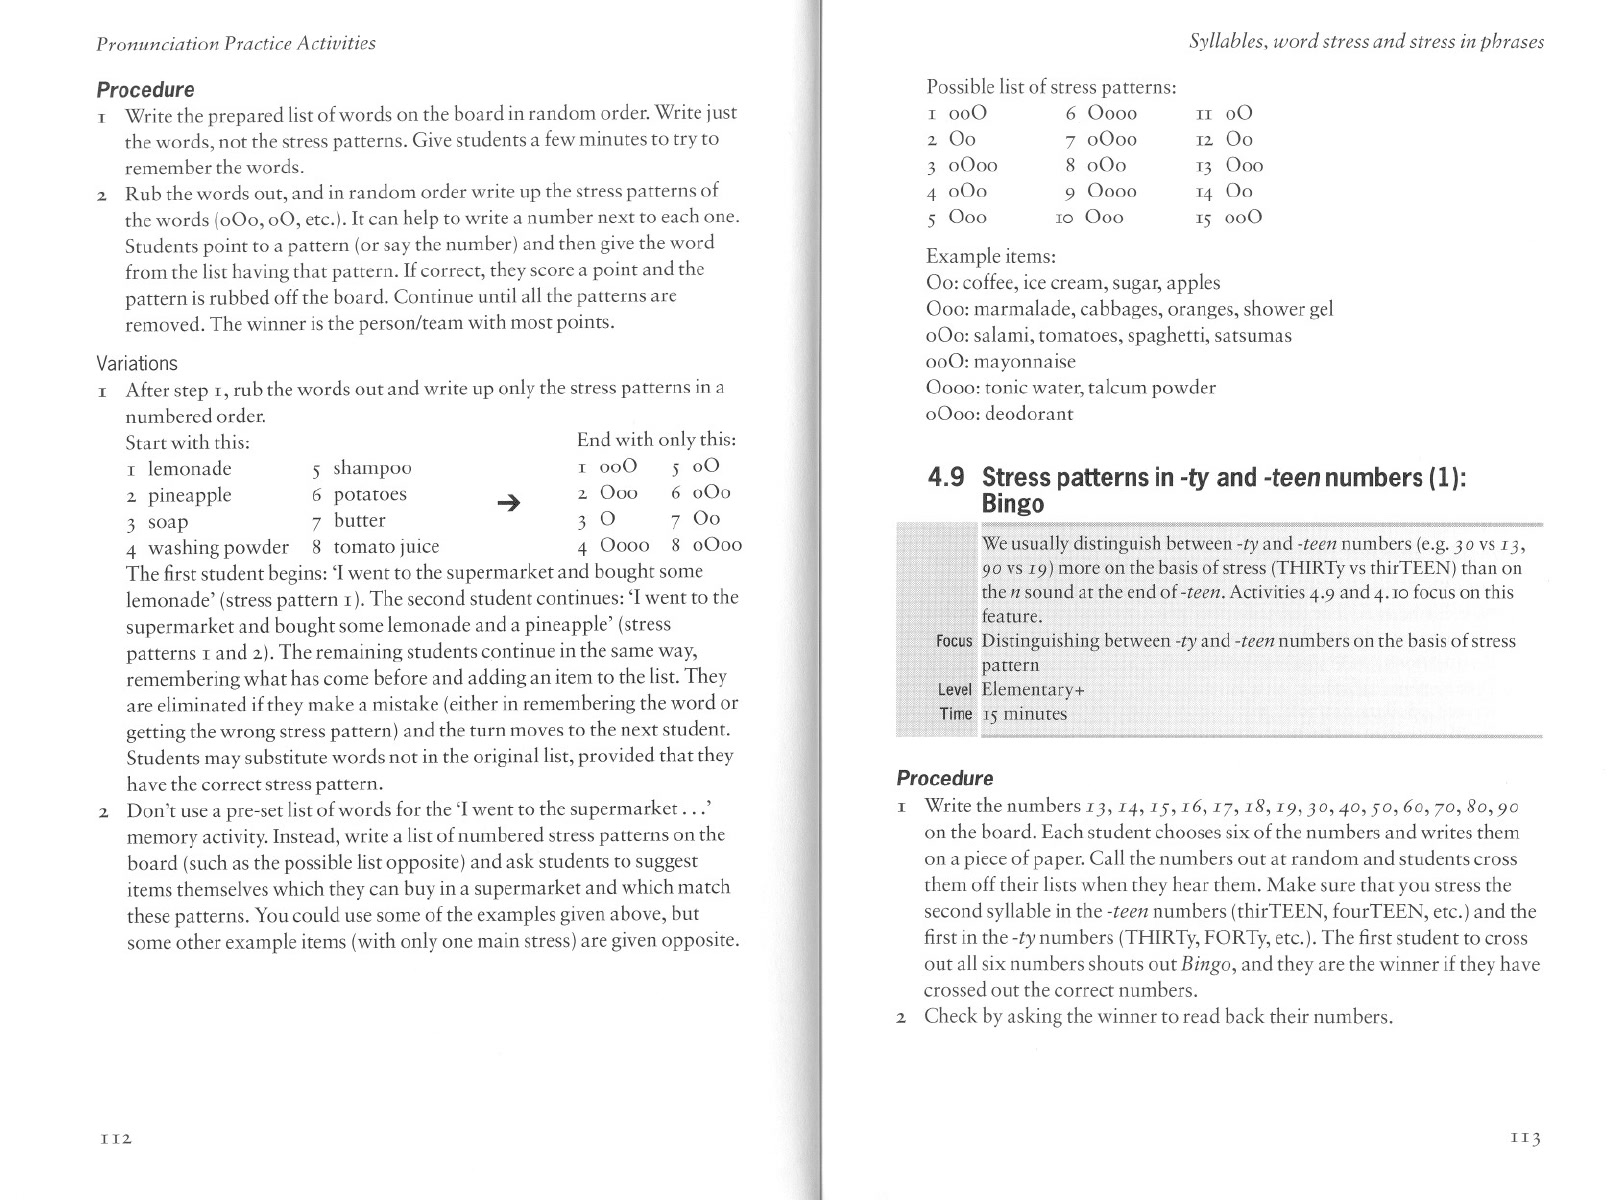 Pronunciation Practice Activities
Procedure
1 Write the prepared list of words on the board in random order. Write just
the words, not the stress patterns. Give students a few minutes to try to
remember the words.
2 Rub the words out, and in random order write up the stress patterns of
the words (oOo, oO, etc.). It can help to write a number next to each one.
Students point to a pattern (or say the number) and then give the word
from the list having that pattern. If correct, they score a point and the
pattern is rubbed off the board. Continue until all the patterns are
removed. The winner is the person/team with most points.
Variations
1 After step 1, rub the words out and write up only the stress patterns in a
numbered order.
Start with this: End with only this:
1 lemonade 5 shampoo 1 ooO 5 oO
2 pineapple 6 potatoes → 2 Ooo 6 oOo
3 soap 7 butter 3 O 7 Oo
4 washing powder 8 tomato juice 4 Oooo 8 oOoo
The first student begins: ‘I went to the supermarket and bought some
lemonade’ (stress pattern 1). The second student continues: ‘I went to the
supermarket and bought some lemonade and a pineapple’ (stress
patterns 1 and 2). The remaining students continue in the same way,
remembering what has come before and adding an item to the list. They
are eliminated if they make a mistake (either in remembering the word or
getting the wrong stress pattern) and the turn moves to the next student.
Students may substitute words not in the original list, provided that they
have the correct stress pattern.
2 Don’t use a pre-set list of words for the ‘I went to the supermarket . . .’
memory activity. Instead, write a list of numbered stress patterns on the
board (such as the possible list opposite) and ask students to suggest
items themselves which they can buy in a supermarket and which match
these patterns. You could use some of the examples given above, but
some other example items (with only one main stress) are given opposite.
112
Syllables, word stress and stress in phrases
Possible list of stress patterns:
1 ooO 6 Oooo 11 oO
2 Oo 7 oOoo 12 Oo
3 oOoo 8 oOo 13 Ooo
4 oOo 9 Oooo 14 Oo
5 Ooo 10 Ooo 15 ooO
Example items:
Oo: coffee, ice cream, sugar, apples
Ooo: marmalade, cabbages, oranges, shower gel
oOo: salami, tomatoes, spaghetti, satsumas
ooO: mayonnaise
Oooo: tonic water, talcum powder
oOoo: deodorant
4.9 Stress patterns in -ty and -teen numbers (1):
Bingo
We usually distinguish between -ty and -teen numbers (e.g. 30 vs 13,
90 vs 19) more on the basis of stress (THIRTy vs thirTEEN) than on
the n sound at the end of -teen. Activities 4.9 and 4.10 focus on this
feature.
Focus Distinguishing between -ty and -teen numbers on the basis of stress
pattern
Level Elementary+
Time 15 minutes
Procedure
1 Write the numbers 13, 14, 15, 16, 17, 18, 19, 30, 40, 50, 60, 70, 80, 90
on the board. Each student chooses six of the numbers and writes them
on a piece of paper. Call the numbers out at random and students cross
them off their lists when they hear them. Make sure that you stress the
second syllable in the -teen numbers (thirTEEN, fourTEEN, etc.) and the
first in the -ty numbers (THIRTy, FORTy, etc.). The first student to cross
out all six numbers shouts out Bingo, and they are the winner if they have
crossed out the correct numbers.
2 Check by asking the winner to read back their numbers.
113